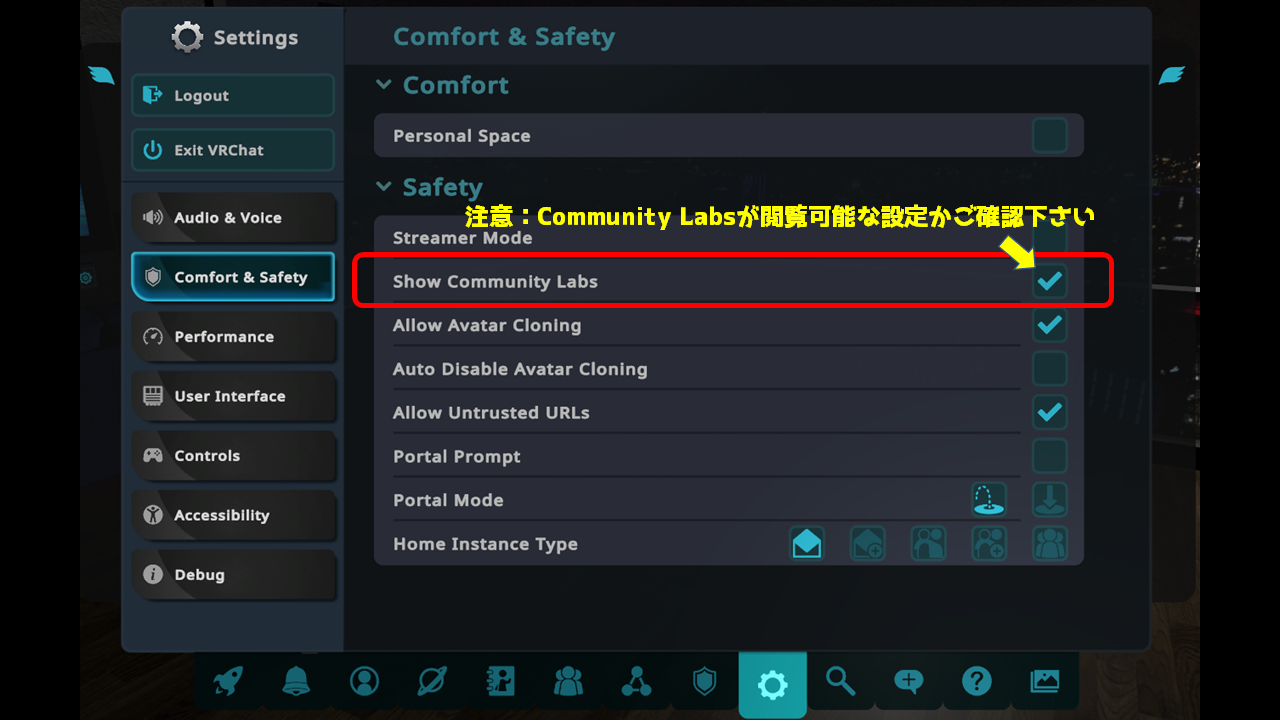 Settings
Logout
Exit VRChat
Audio & Voice
Comfort & Safety
Performance
User Interface
Controls
Accessibility
Debug
Comfort & Safety
Comfort
Personal Space
Safety
注意：Community Labsが閲覧可能な設定かご確認下さい
Streamer Mode
Show Community Labs
Allow Avatar Cloning
Auto Disable Avatar Cloning
Allow Untrusted URLs
Portal Prompt
Portal Mode
Home Instance Type